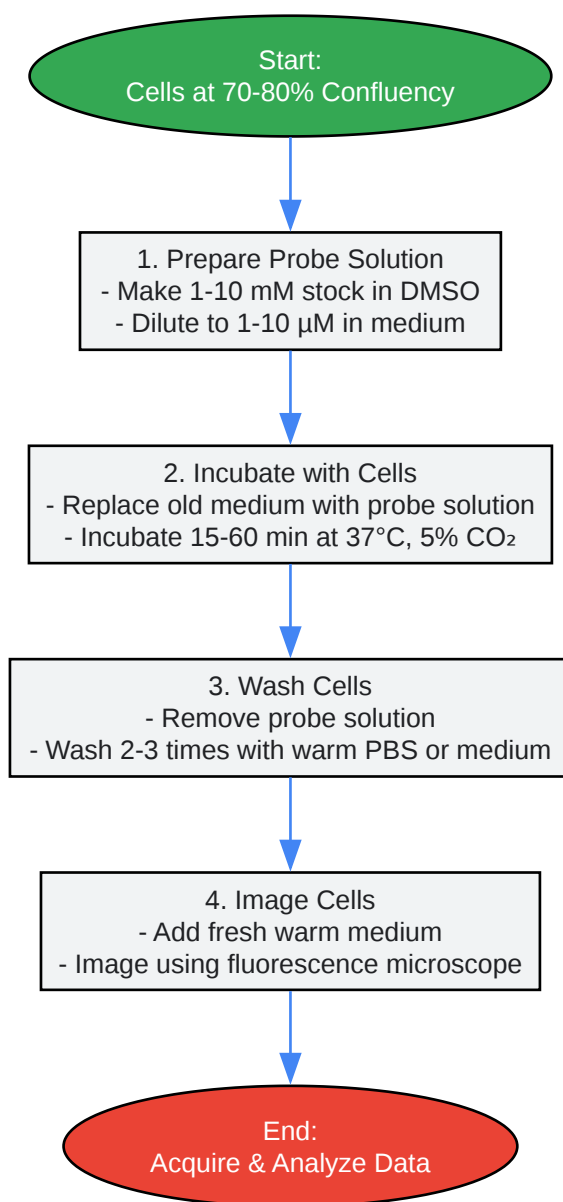 Start:
Cells at 70-80% Confluency
1. Prepare Probe Solution
- Make 1-10 mM stock in DMSO
- Dilute to 1-10 µM in medium
2. Incubate with Cells
- Replace old medium with probe solution
- Incubate 15-60 min at 37°C, 5% CO₂
3. Wash Cells
- Remove probe solution
- Wash 2-3 times with warm PBS or medium
4. Image Cells
- Add fresh warm medium
- Image using fluorescence microscope
End:
Acquire & Analyze Data